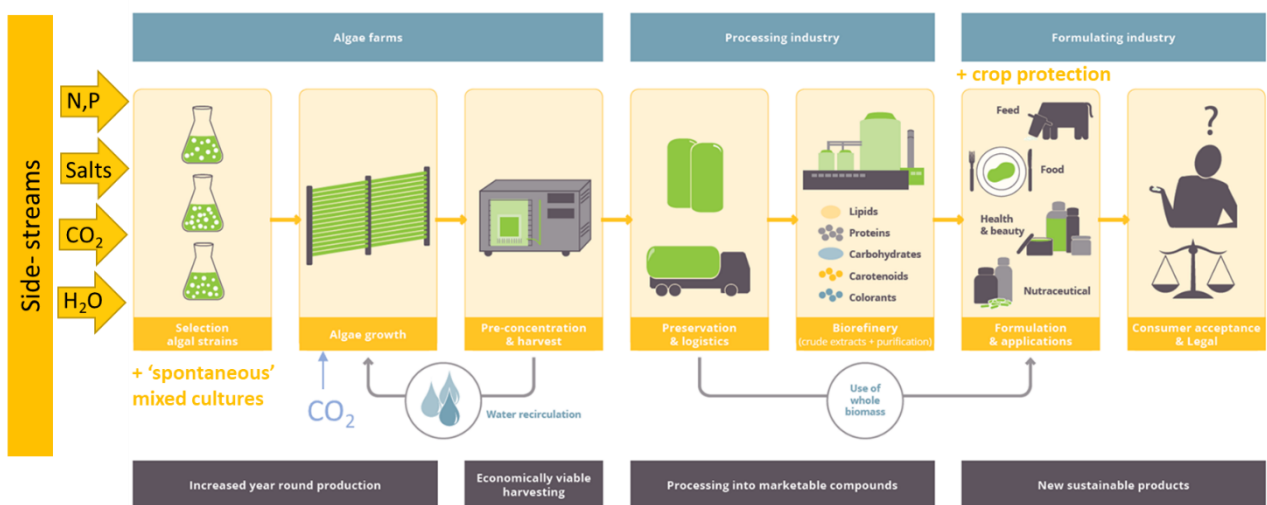 Algae farms
Processing industry
Formulating industry
+ crop protection
Side- streams
N,P
Salts
CO₂
H₂O
Selection
algal strains
+ ‘spontaneous’
mixed cultures
Algae growth
CO₂
Pre-concentration
& harvest
Water recirculation
Preservation
& logistics
Lipids
Proteins
Carbohydrates
Carotenoids
Colorants
Biorefinery
(crude extracts + purification)
Use of
whole
biomass
Feed
Food
Health
& beauty
Nutraceutical
Formulation
& applications
?
Consumer acceptance
& Legal
Increased year round production
Economically viable
harvesting
Processing into marketable compounds
New sustainable products